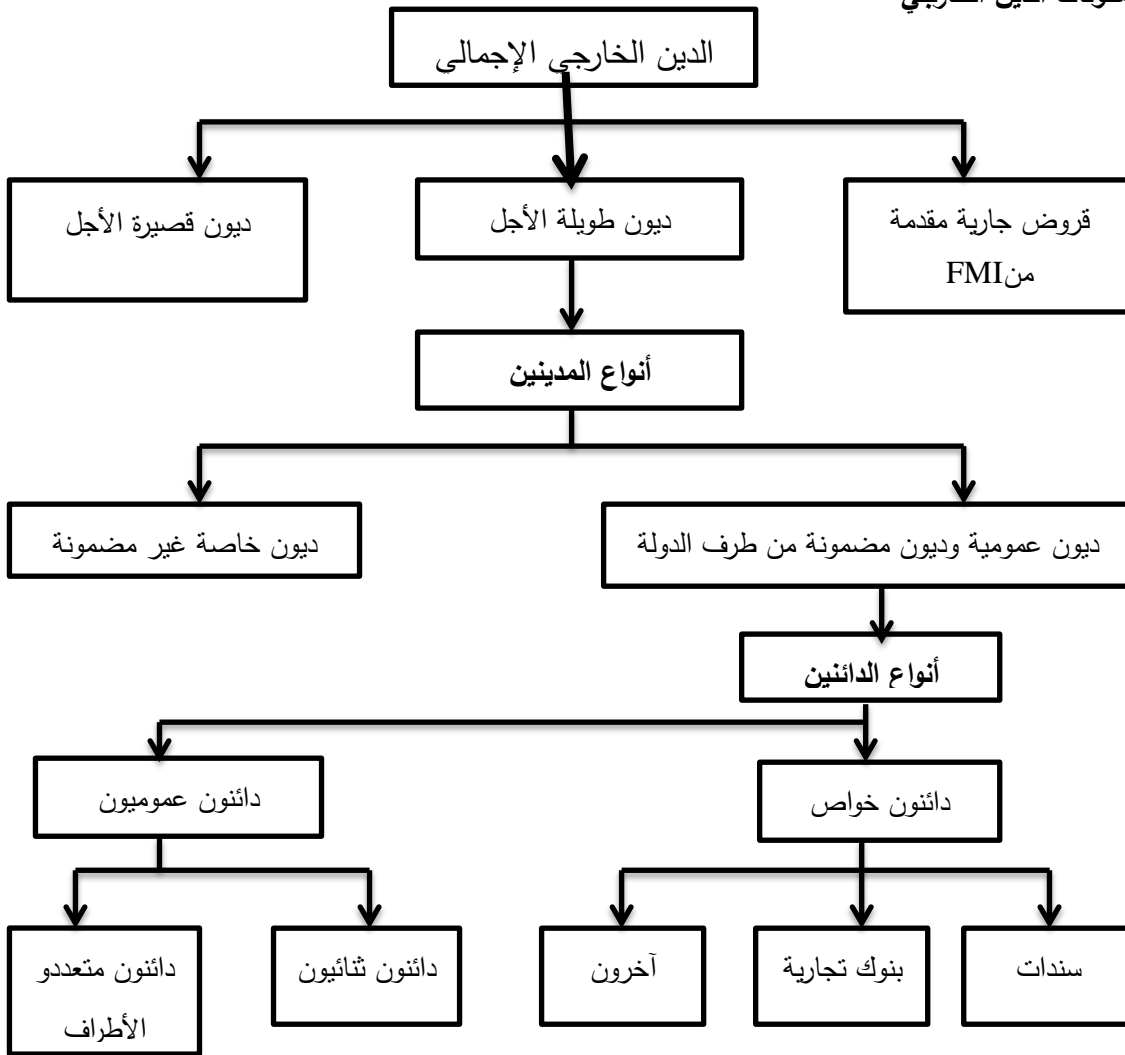 الدين الخارجي الإجمالي
قروض جارية مقدمة
منFMI
ديون طويلة الأجل
ديون قصيرة الأجل
أنواع المدينين
ديون عمومية وديون مضمونة من طرف الدولة
ديون خاصة غير مضمونة
أنواع الدائنين
دائنون خواص
دائنون عموميون
سندات
بنوك تجارية
آخرون
دائنون ثنائيون
دائنون متعددو
الأطراف